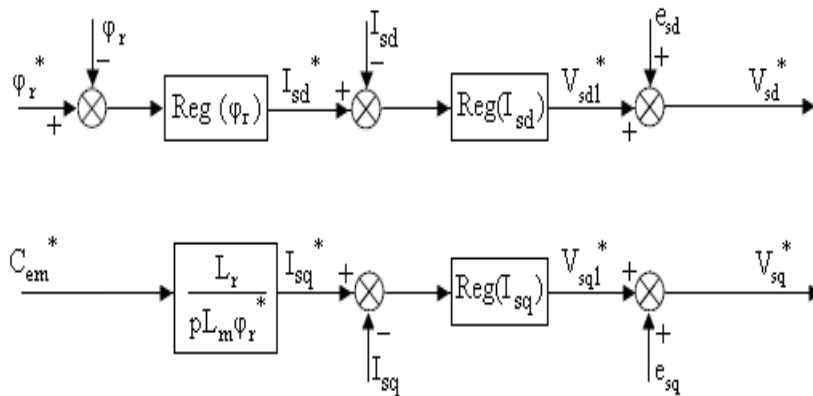 φr
−
φr*
+
Reg (φr)
Isd*
+
Isd
−
Reg(Isd)
Vsd1*
+
esd
+
Vsd*
Cem*
Lr
pLmφr*
Isq*
+
−
Isq
Reg(Isq)
Vsq1*
+
+
esq
Vsq*